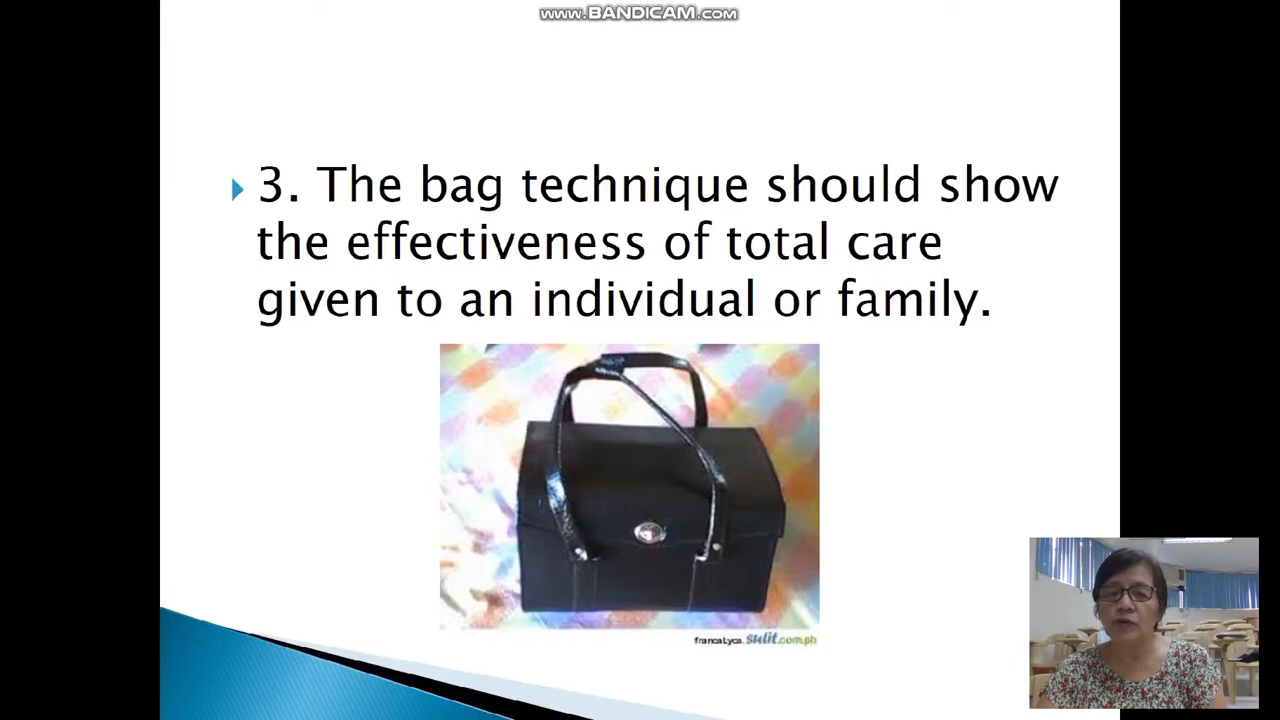 www.BANDICAM.com
3. The bag technique should show
the effectiveness of total care
given to an individual or family.
francaLyca. sulit.com.ph